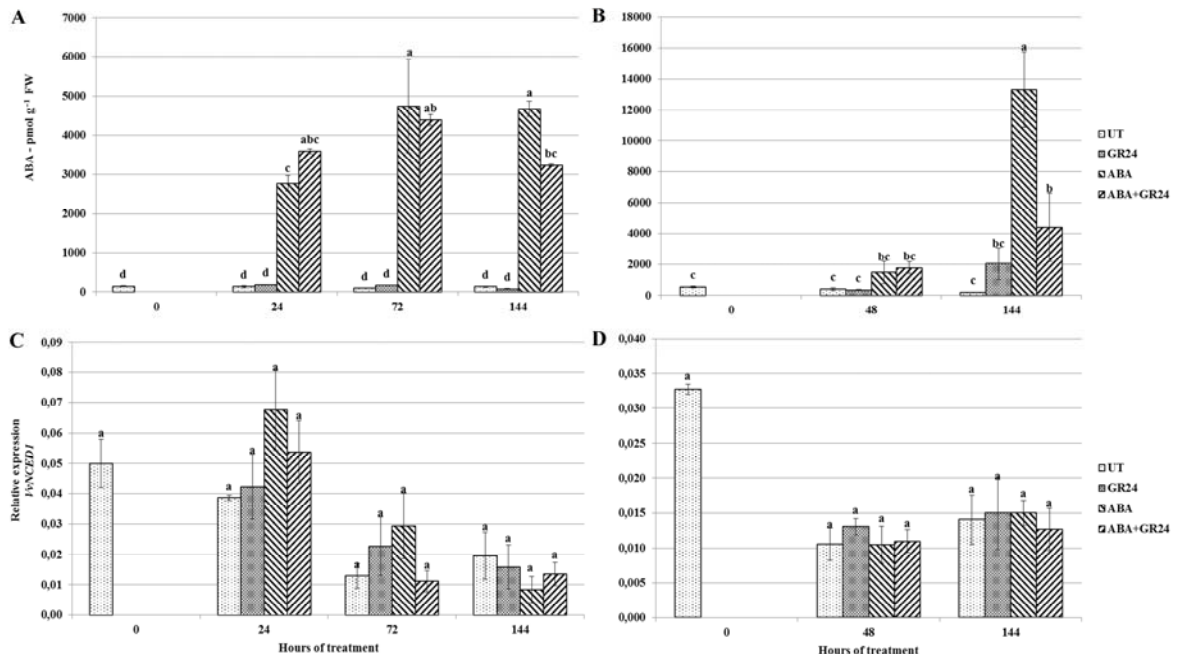 A
7000
6000
5000
4000
3000
2000
1000
0
ABA - pmol g⁻¹ FW
d
d d c abc
d d a ab
d d a bc
0 24 72 144
B
18000
16000
14000
12000
10000
8000
6000
4000
2000
0
c
c c bc bc
c bc a b
0 48 144
UT
GR24
ABA
ABA+GR24
C
0,09
0,08
0,07
0,06
0,05
0,04
0,03
0,02
0,01
0,00
Relative expression
VvNCED1
a
a a a a
a a a a
a a a a
0 24 72 144
Hours of treatment
D
0,040
0,035
0,030
0,025
0,020
0,015
0,010
0,005
0,000
a
a a a a
a a a a
0 48 144
Hours of treatment
UT
GR24
ABA
ABA+GR24